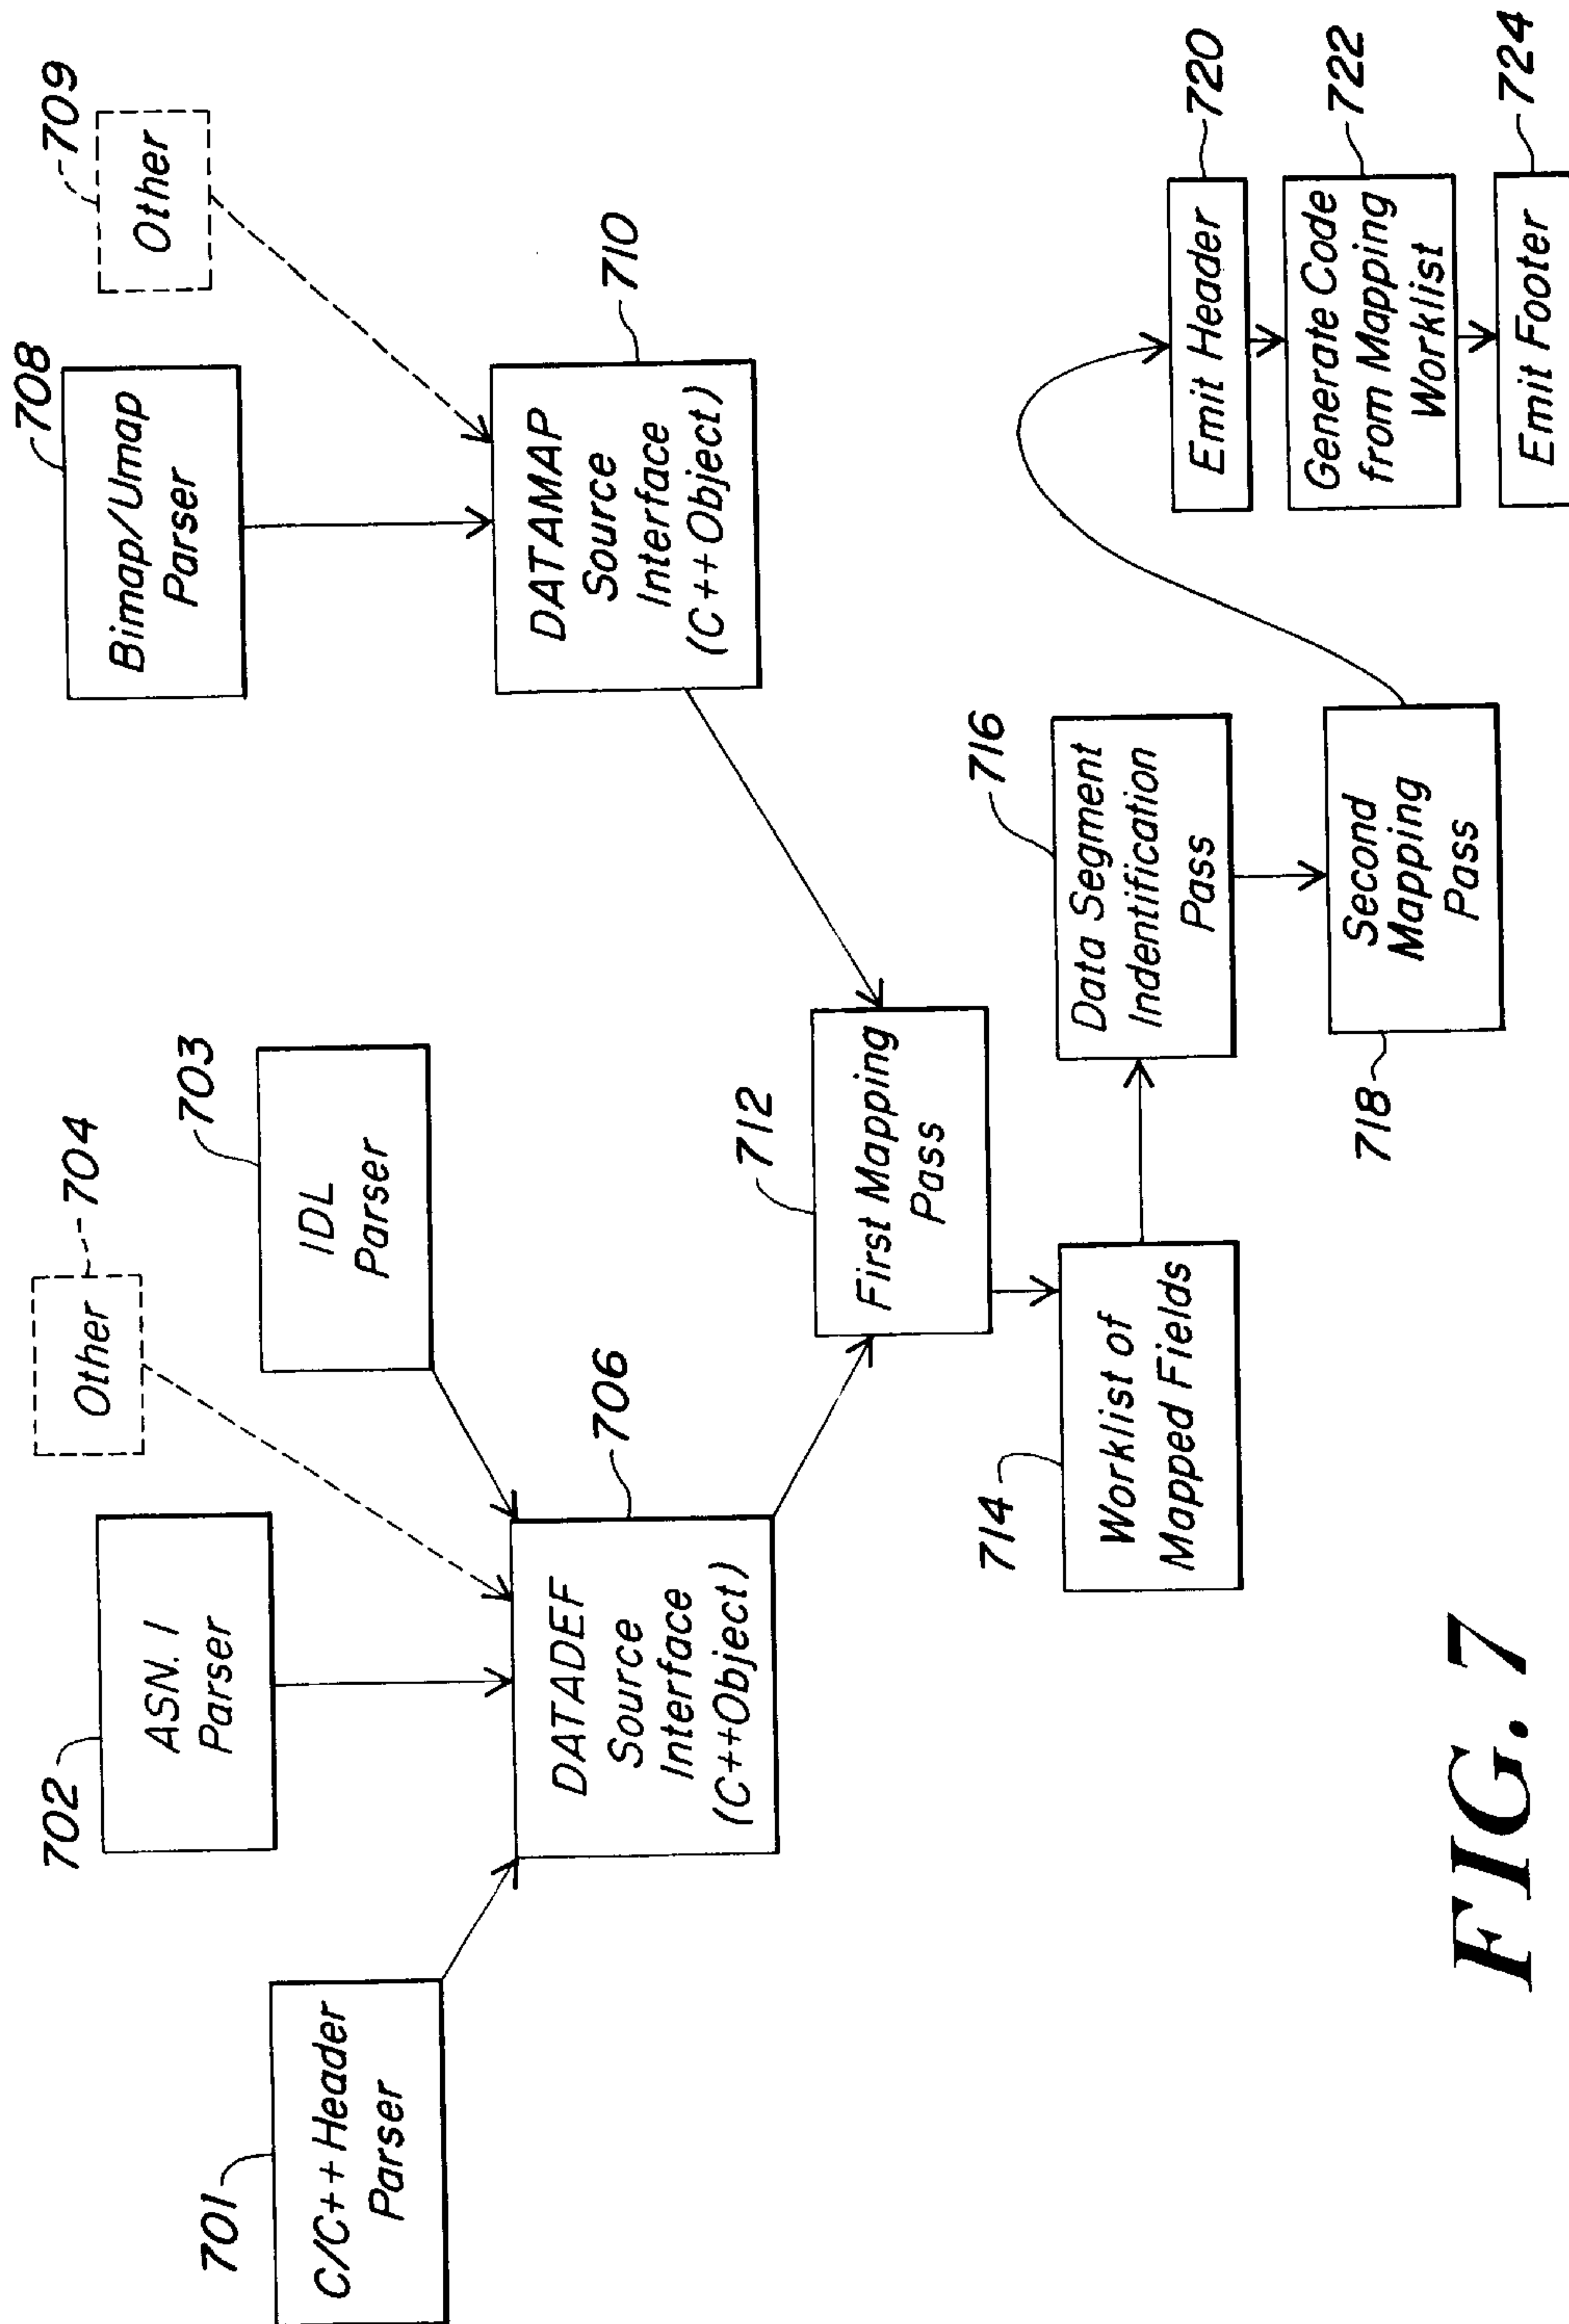 709
Other
708
Bimap/Umap
Parser
710
DATAMAP
Source
Interface
(C++Object)
704
Other
703
IDL
Parser
702
ASN.1
Parser
701
C/C++Header
Parser
706
DATADEF
Source
Interface
(C++Object)
712
First Mapping
Pass
714
Worklist of
Mapped Fields
716
Data Segment
Indentification
Pass
718
Second
Mapping
Pass
720
Emit Header
722
Generate Code
from Mapping
Worklist
724
Emit Footer
FIG. 7